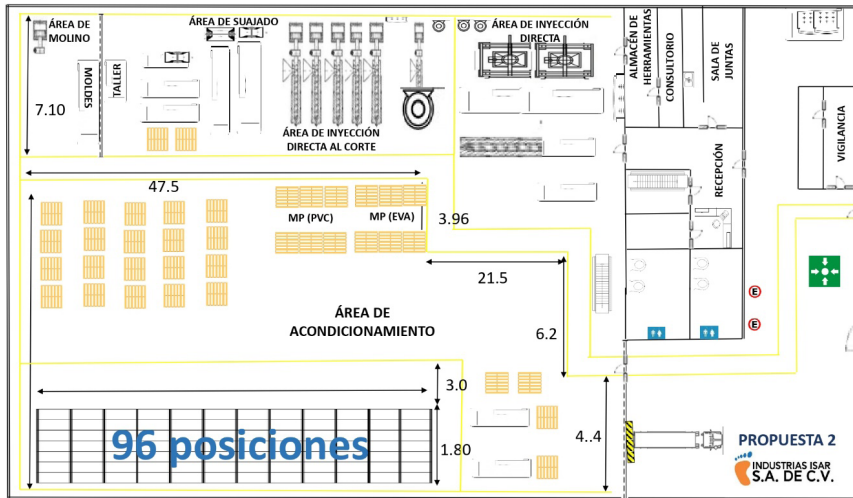 ÁREA DE
MOLINO
ÁREA DE SUAJADO
ÁREA DE INYECCIÓN
DIRECTA
ALMACÉN DE
HERRAMIENTAS
CONSULTORIO
SALA DE
JUNTAS
MOLDES
TALLER
7.10
ÁREA DE INYECCIÓN
DIRECTA AL CORTE
VIGILANCIA
RECEPCIÓN
47.5
MP (PVC)
MP (EVA)
3.96
21.5
ÁREA DE
ACONDICIONAMIENTO
6.2
E
E
3.0
96 posiciones
1.80
4..4
PROPUESTA 2
INDUSTRIAS ISAR
S.A. DE C.V.